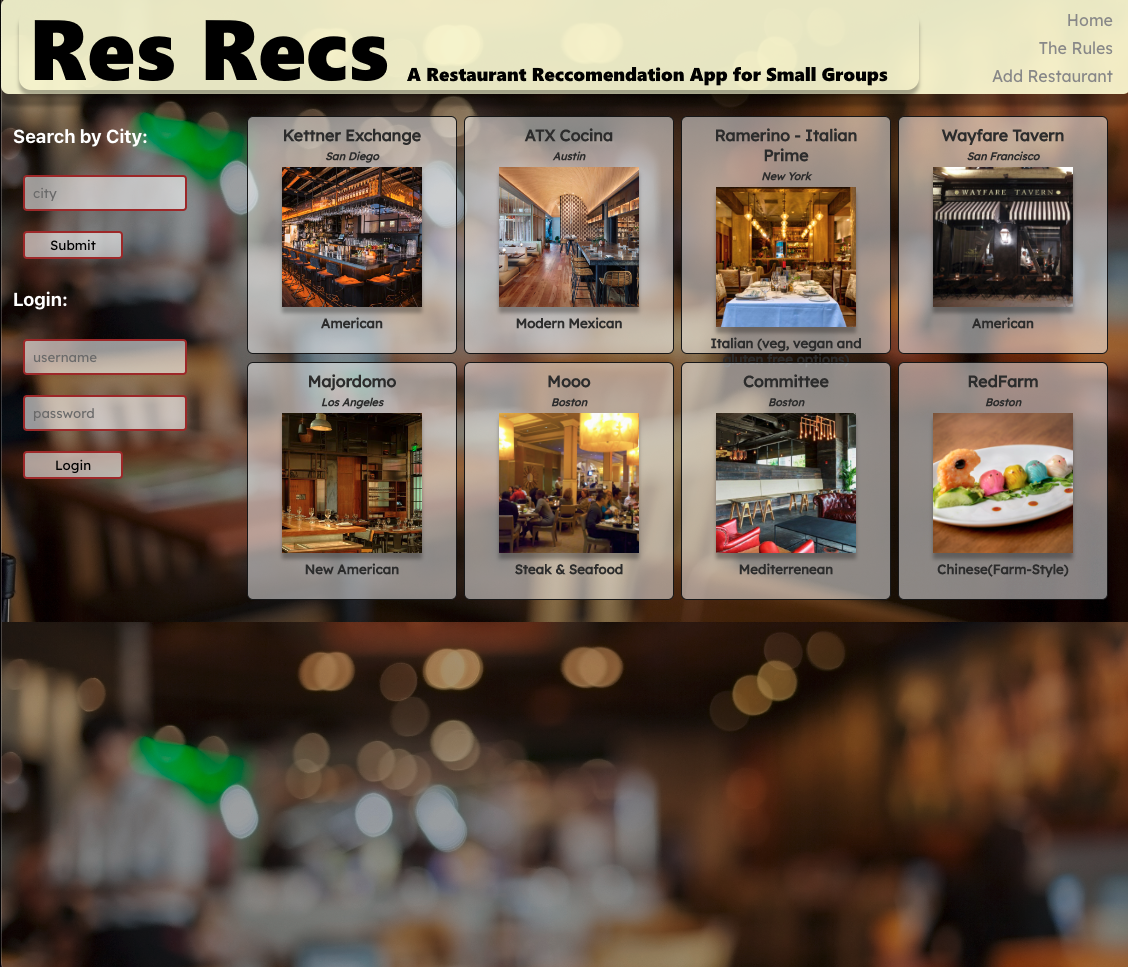 Res Recs
A Restaurant Reccomendation App for Small Groups
Home
The Rules
Add Restaurant
Search by City:
city
Submit
Login:
username
password
Login
Kettner Exchange
San Diego
American
ATX Cocina
Austin
Modern Mexican
Ramerino - Italian
Prime
New York
Italian (veg, vegan and
gluten free options)
Wayfare Tavern
San Francisco
WAYFARE TAVERN
American
Majordomo
Los Angeles
New American
Mooo
Boston
Steak & Seafood
Committee
Boston
Mediterrenean
RedFarm
Boston
Chinese(Farm-Style)